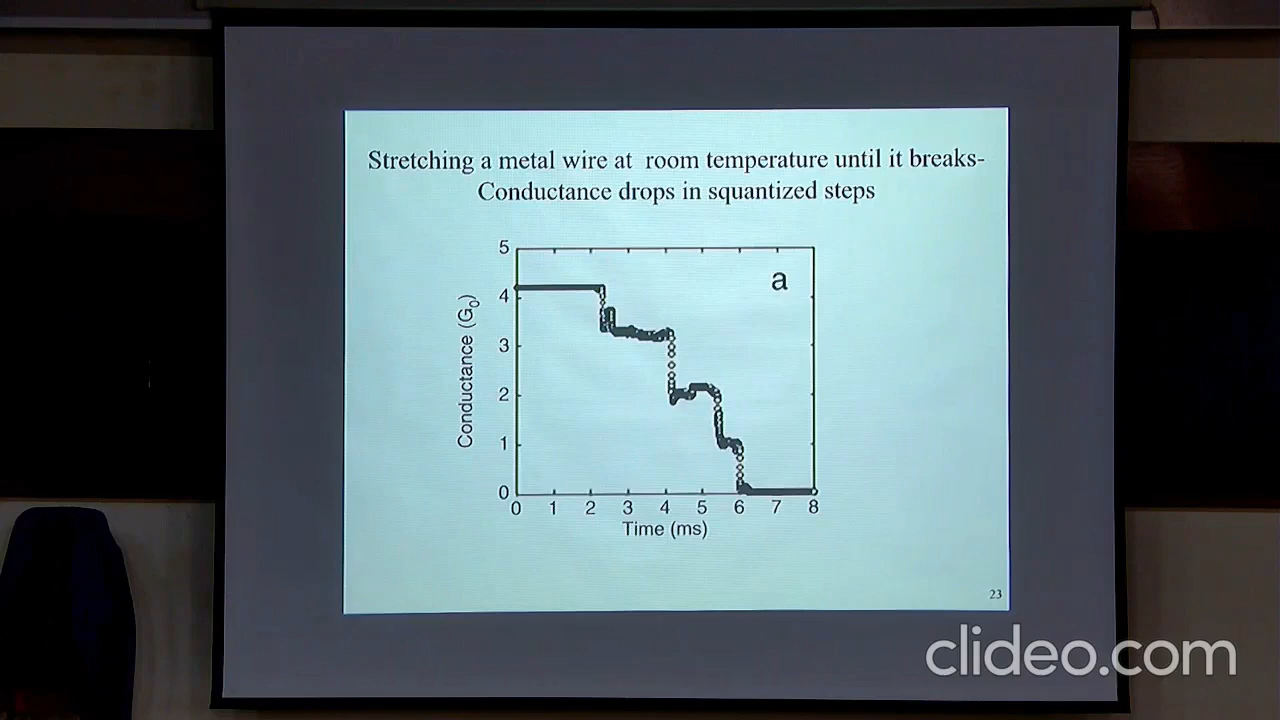 Stretching a metal wire at room temperature until it breaks-
Conductance drops in squantized steps
a
Conductance (G0)
5
4
3
2
1
0
0 1 2 3 4 5 6 7 8
Time (ms)
23
clideo.com